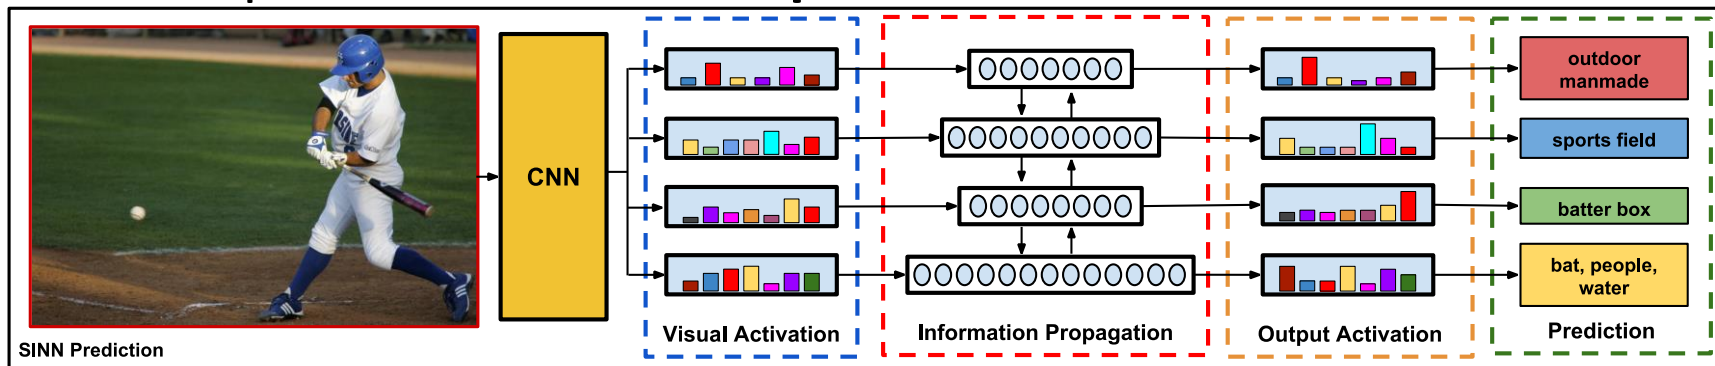 outdoor
manmade
sports field
CNN
batter box
bat, people,
water
Visual Activation
Information Propagation
Output Activation
Prediction
SINN Prediction